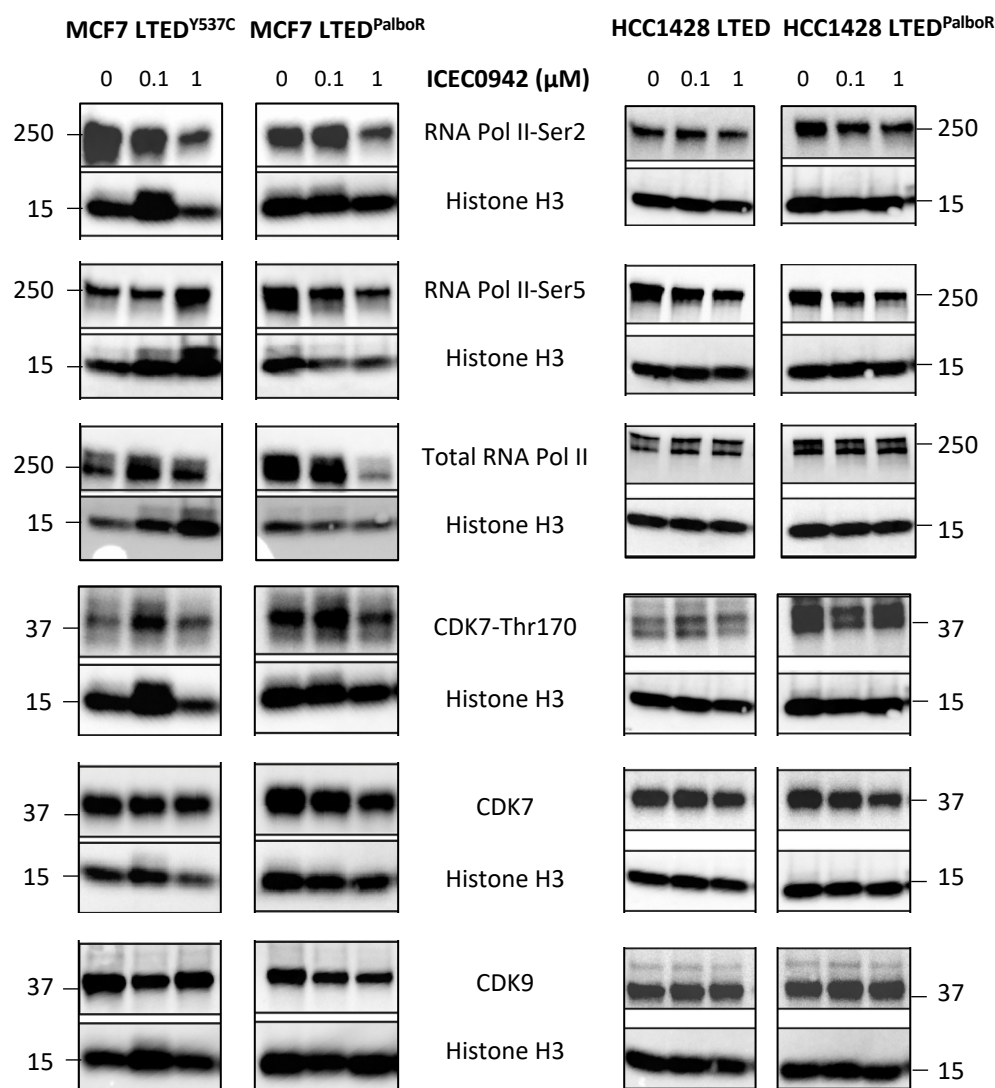 MCF7 LTEDY537C MCF7 LTEDPalboR HCC1428 LTED HCC1428 LTEDPalboR
0 0.1 1 0 0.1 1 ICEC0942 (µM) 0 0.1 1 0 0.1 1
250 RNA Pol II-Ser2 250
15 Histone H3 15
250 RNA Pol II-Ser5 250
15 Histone H3 15
250 Total RNA Pol II 250
15 Histone H3 15
37 CDK7-Thr170 37
15 Histone H3 15
37 CDK7 37
15 Histone H3 15
37 CDK9 37
15 Histone H3 15